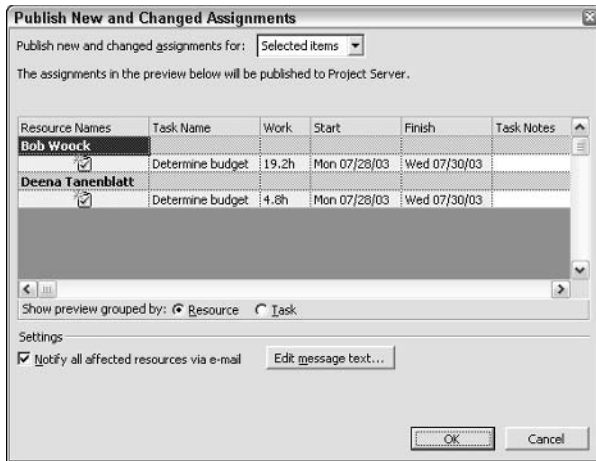 Publish New and Changed Assignments
Publish new and changed assignments for: Selected items
The assignments in the preview below will be published to Project Server.
Resource Names Task Name Work Start Finish Task Notes
Bob Woock
Determine budget 19.2h Mon 07/28/03 Wed 07/30/03
Deena Tanenblatt
Determine budget 4.8h Mon 07/28/03 Wed 07/30/03
Show preview grouped by: Resource Task
Settings
Notify all affected resources via e-mail Edit message text...
OK Cancel